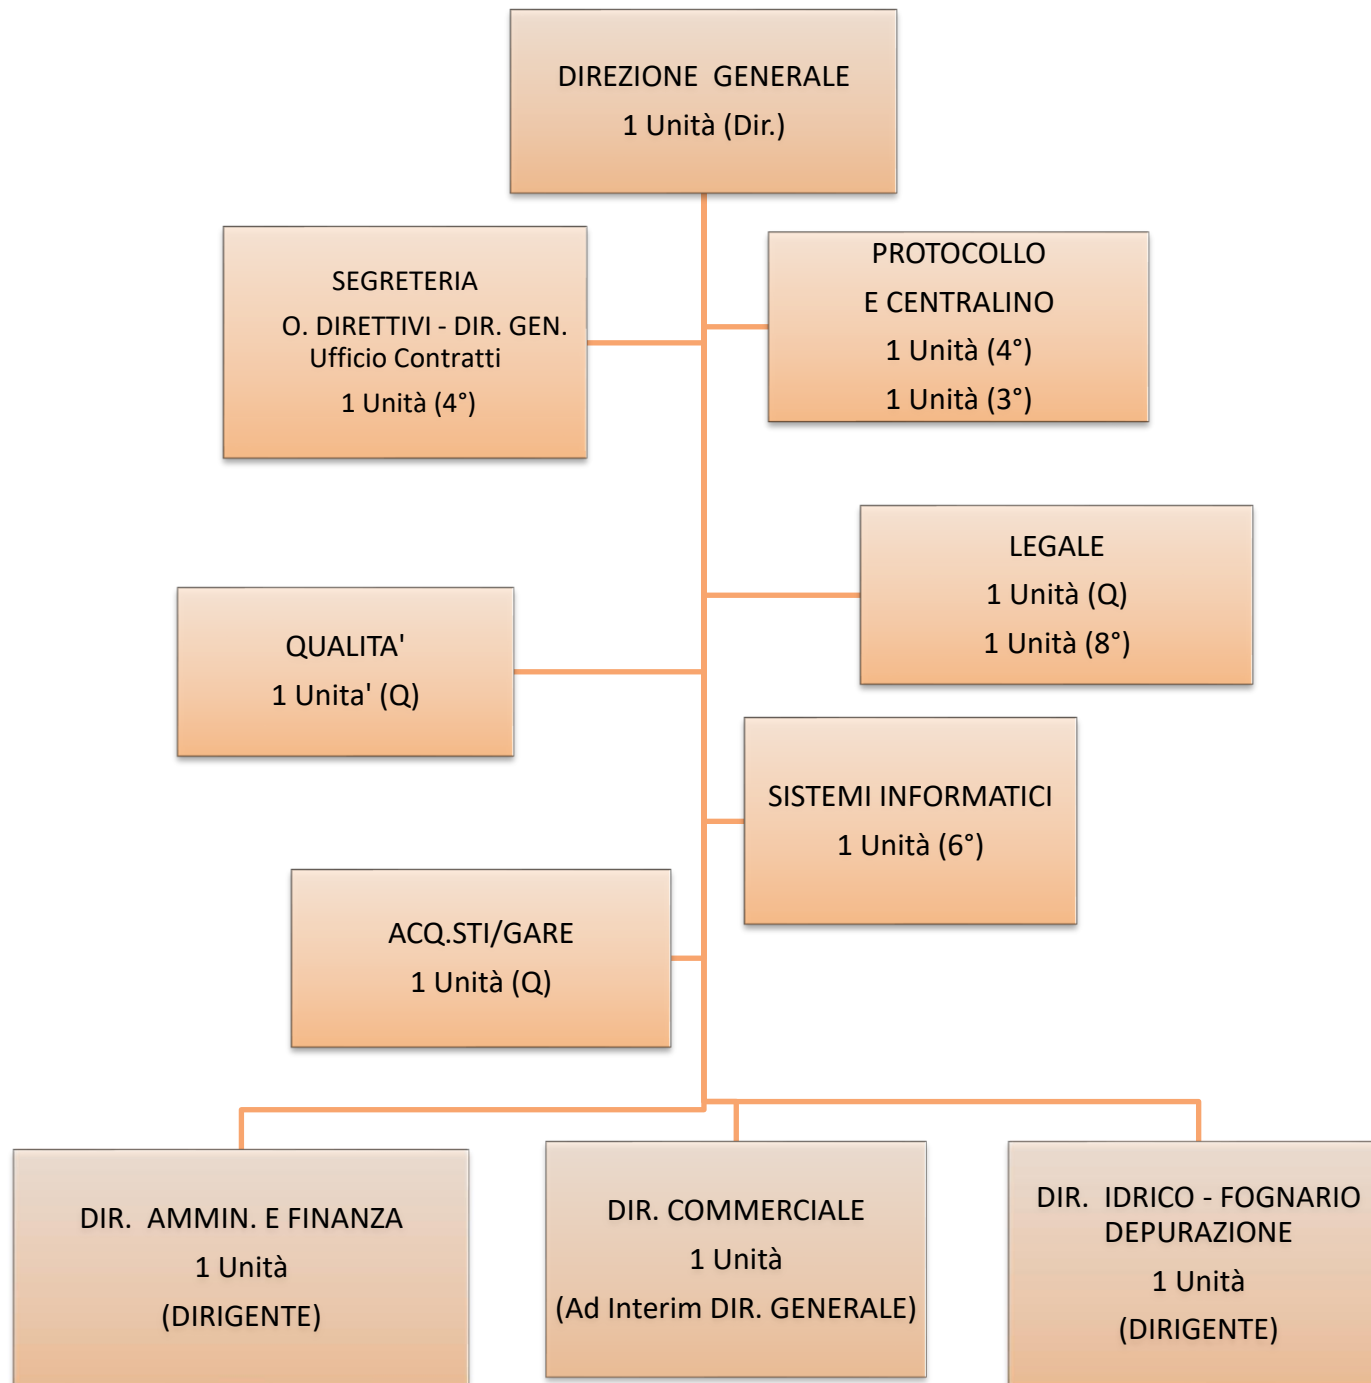 DIREZIONE GENERALE
1 Unità (Dir.)
SEGRETERIA
O. DIRETTIVI - DIR. GEN.
Ufficio Contratti
1 Unità (4°)
PROTOCOLLO
E CENTRALINO
1 Unità (4°)
1 Unità (3°)
LEGALE
1 Unità (Q)
1 Unità (8°)
QUALITA'
1 Unita' (Q)
SISTEMI INFORMATICI
1 Unità (6°)
ACQ.STI/GARE
1 Unità (Q)
DIR. AMMIN. E FINANZA
1 Unità
(DIRIGENTE)
DIR. COMMERCIALE
1 Unità
(Ad Interim DIR. GENERALE)
DIR. IDRICO - FOGNARIO
DEPURAZIONE
1 Unità
(DIRIGENTE)